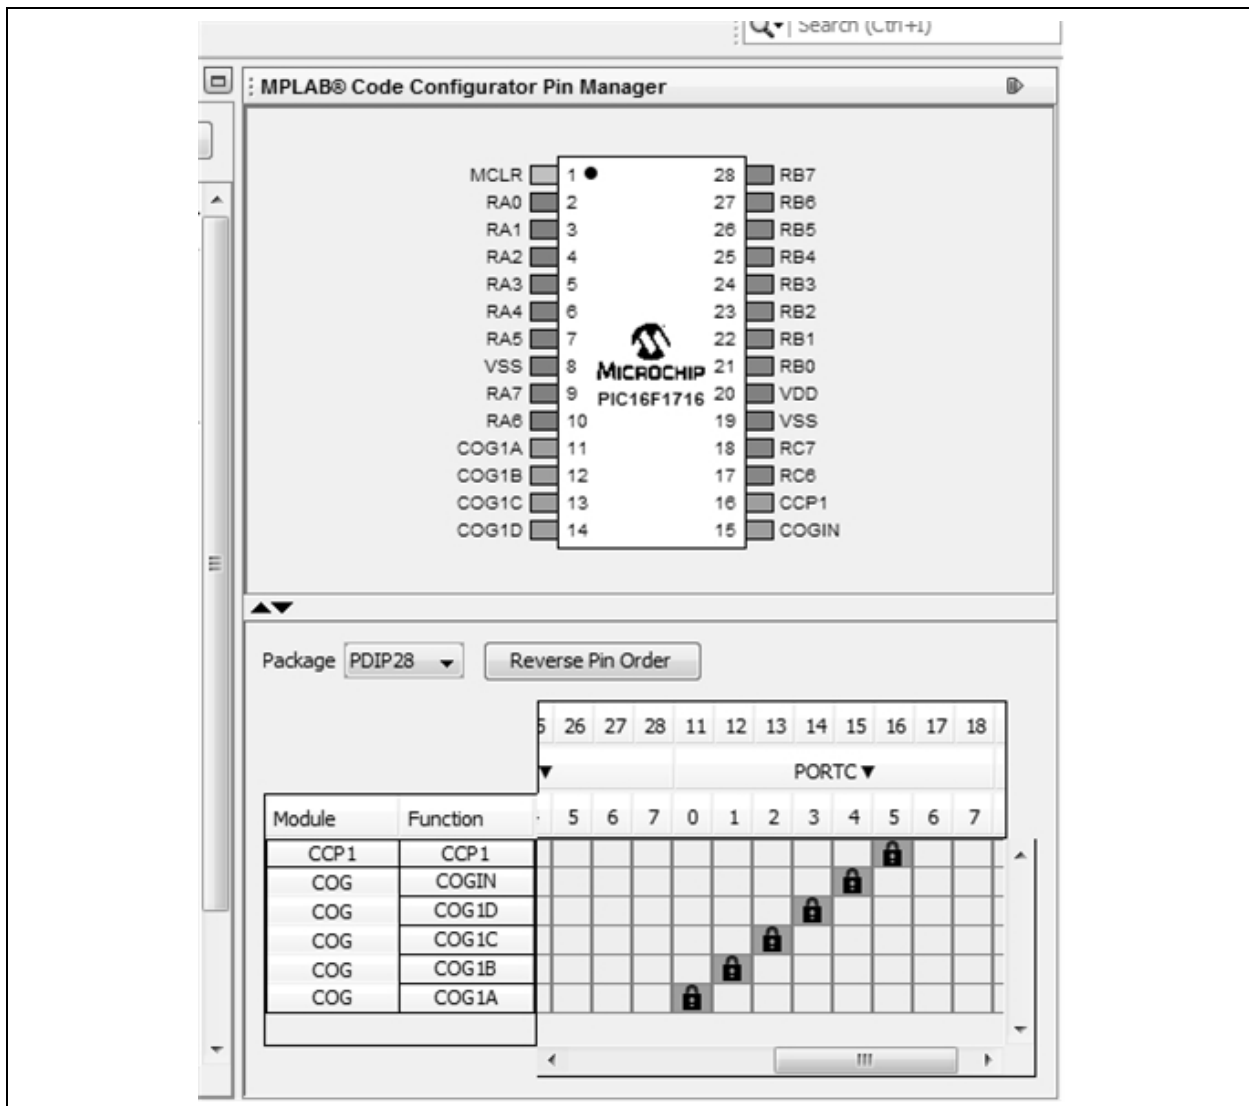 Search (Ctrl+I)
MPLAB® Code Configurator Pin Manager
MCLR 1 28 RB7
RA0 2 27 RB6
RA1 3 26 RB5
RA2 4 25 RB4
RA3 5 24 RB3
RA4 6 23 RB2
RA5 7 22 RB1
VSS 8 MICROCHIP 21 RB0
RA7 9 PIC16F1716 20 VDD
RA6 10 19 VSS
COG1A 11 18 RC7
COG1B 12 17 RC6
COG1C 13 16 CCP1
COG1D 14 15 COGIN
Package PDIP28 Reverse Pin Order
26 27 28 11 12 13 14 15 16 17 18
PORTC
Module Function 5 6 7 0 1 2 3 4 5 6 7
CCP1 CCP1
COG COGIN
COG COG1D
COG COG1C
COG COG1B
COG COG1A